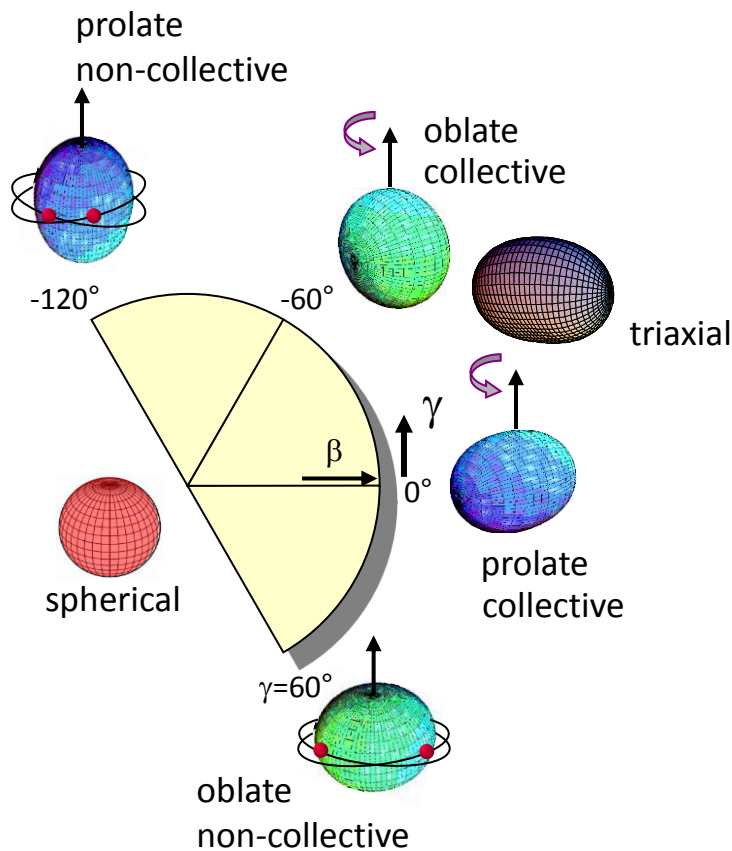 prolate
non-collective
oblate
collective
-120°
-60°
triaxial
γ
β
0°
spherical
prolate
collective
γ=60°
oblate
non-collective